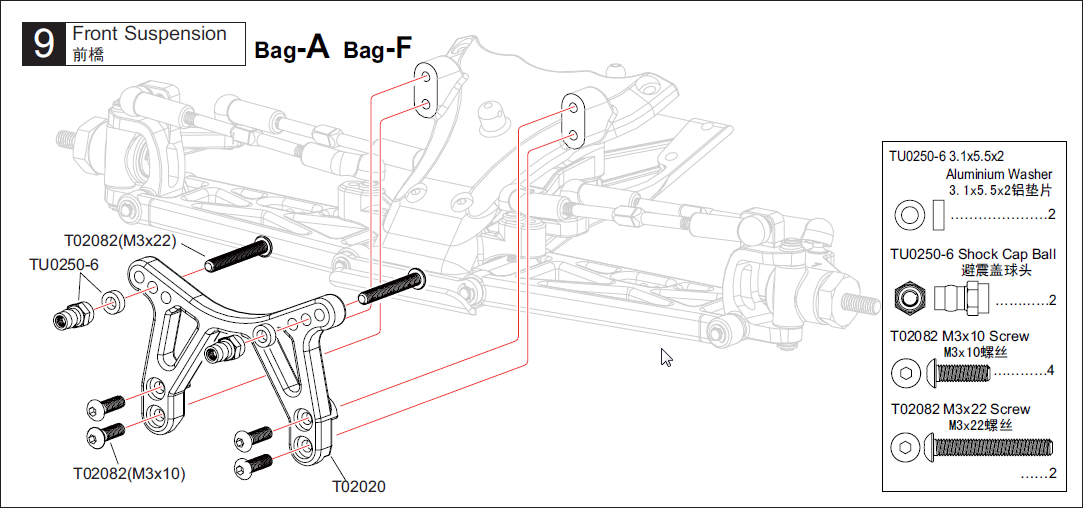 9
Front Suspension
前橋
Bag-A Bag-F
T02082(M3x22)
TU0250-6
T02082(M3x10)
T02020
TU0250-6 3.1x5.5x2
Aluminium Washer
3.1x5.5x2铝垫片
.....................2
TU0250-6 Shock Cap Ball
避震盖球头
............2
T02082 M3x10 Screw
M3x10螺丝
............4
T02082 M3x22 Screw
M3x22螺丝
......2